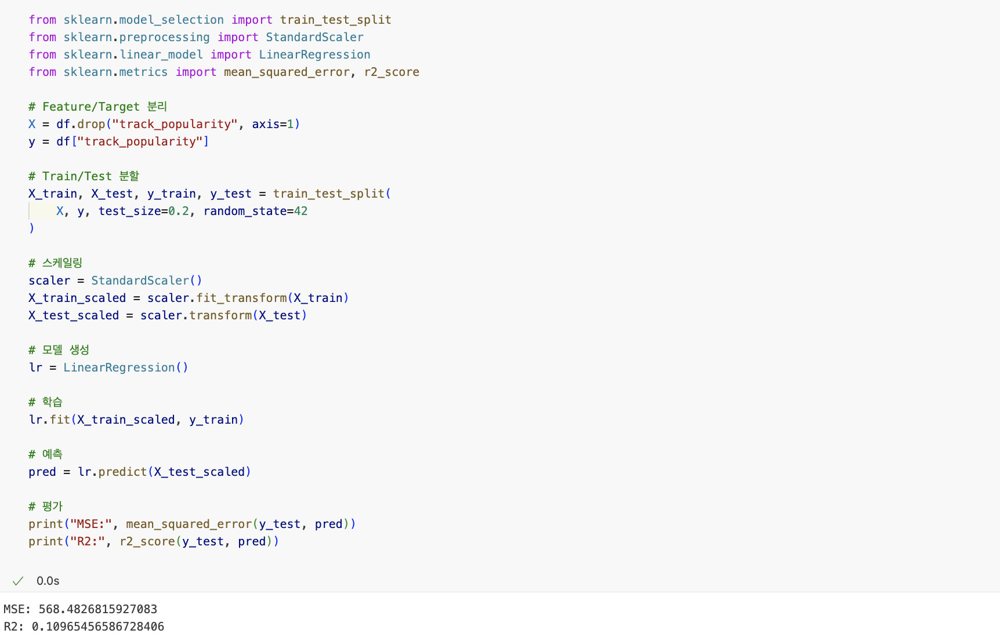 from sklearn.model_selection import train_test_split
from sklearn.preprocessing import StandardScaler
from sklearn.linear_model import LinearRegression
from sklearn.metrics import mean_squared_error, r2_score
# Feature/Target 분리
X = df.drop("track_popularity", axis=1)
y = df["track_popularity"]
# Train/Test 분할
X_train, X_test, y_train, y_test = train_test_split(
X, y, test_size=0.2, random_state=42
)
# 스케일링
scaler = StandardScaler()
X_train_scaled = scaler.fit_transform(X_train)
X_test_scaled = scaler.transform(X_test)
# 모델 생성
lr = LinearRegression()
# 학습
lr.fit(X_train_scaled, y_train)
# 예측
pred = lr.predict(X_test_scaled)
# 평가
print("MSE:", mean_squared_error(y_test, pred))
print("R2:", r2_score(y_test, pred))
0.0s
MSE: 568.4826815927083
R2: 0.10965456586728406